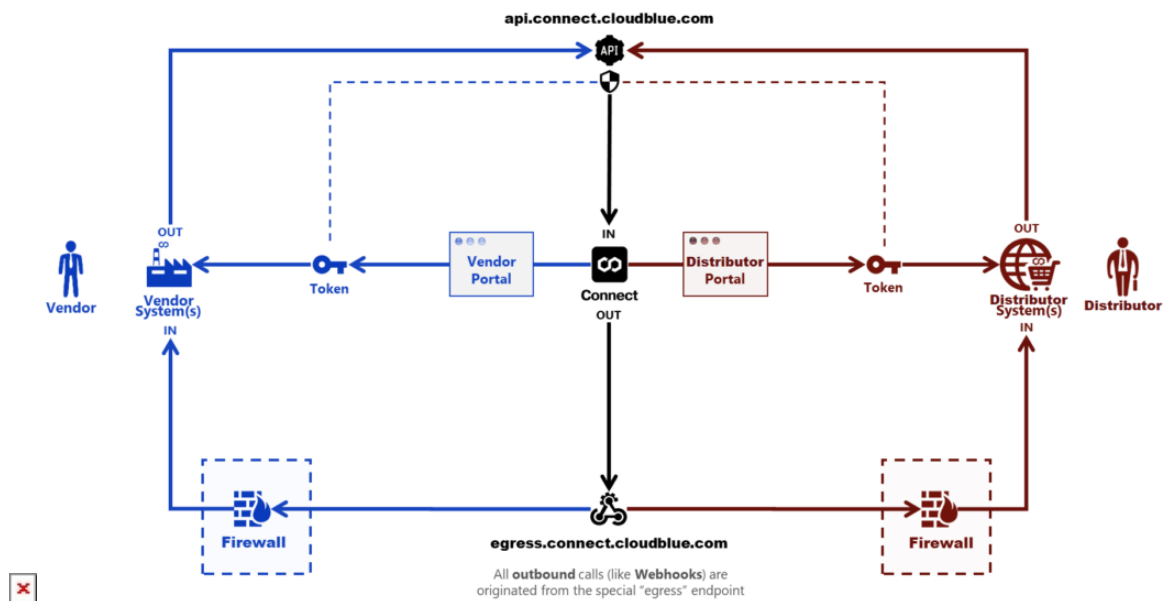 api.connect.cloudblue.com
API
OUT
OUT
IN
Vendor
Portal
Distributor
Portal
Vendor
Vendor
System(s)
IN
Token
Connect
OUT
Token
Distributor
System(s)
IN
Distributor
Firewall
Firewall
egress.connect.cloudblue.com
All outbound calls (like Webhooks) are
originated from the special "egress" endpoint